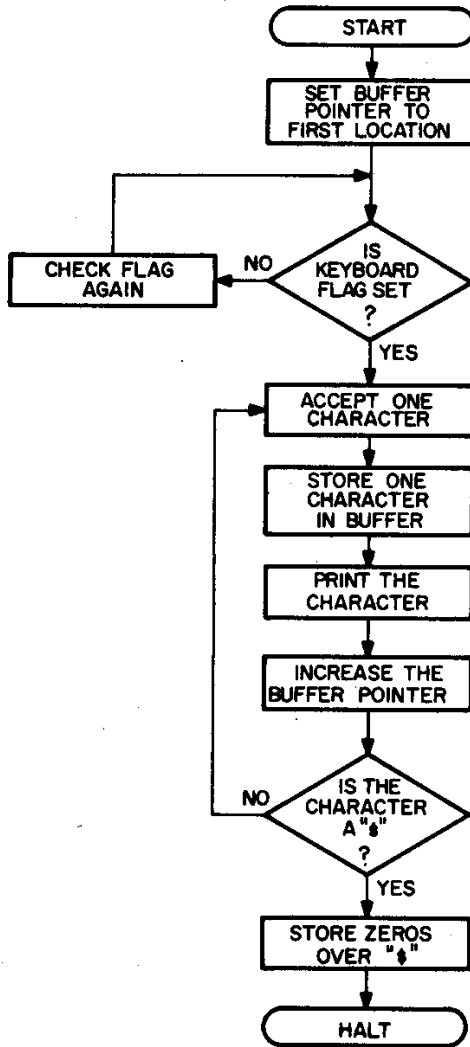 START
SET BUFFER
POINTER TO
FIRST LOCATION
IS
KEYBOARD
FLAG SET
?
NO
CHECK FLAG
AGAIN
YES
ACCEPT ONE
CHARACTER
STORE ONE
CHARACTER
IN BUFFER
PRINT THE
CHARACTER
INCREASE THE
BUFFER POINTER
IS THE
CHARACTER
A "$"
?
NO
YES
STORE ZEROS
OVER "$"
HALT